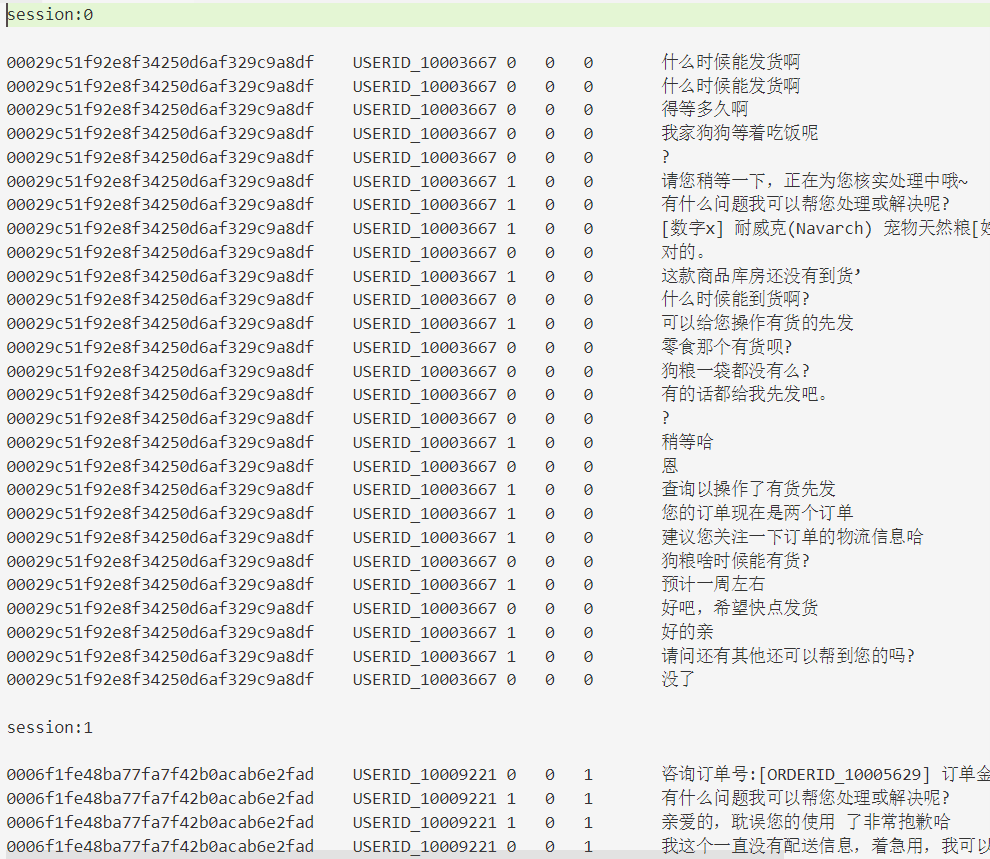 session:0
00029c51f92e8f34250d6af329c9a8df USERID_10003667 0 0 0 什么时候能发货啊
00029c51f92e8f34250d6af329c9a8df USERID_10003667 0 0 0 什么时候能发货啊
00029c51f92e8f34250d6af329c9a8df USERID_10003667 0 0 0 得等多久啊
00029c51f92e8f34250d6af329c9a8df USERID_10003667 0 0 0 我家狗狗等着吃饭呢
00029c51f92e8f34250d6af329c9a8df USERID_10003667 0 0 0 ?
00029c51f92e8f34250d6af329c9a8df USERID_10003667 1 0 0 请您稍等一下，正在为您核实处理中哦~
00029c51f92e8f34250d6af329c9a8df USERID_10003667 1 0 0 有什么问题我可以帮您处理或解决呢?
00029c51f92e8f34250d6af329c9a8df USERID_10003667 1 0 0 [数字x] 耐威克(Navarch) 宠物天然粮[
00029c51f92e8f34250d6af329c9a8df USERID_10003667 0 0 0 对的。
00029c51f92e8f34250d6af329c9a8df USERID_10003667 1 0 0 这款商品库房还没有到货’
00029c51f92e8f34250d6af329c9a8df USERID_10003667 0 0 0 什么时候能到货啊?
00029c51f92e8f34250d6af329c9a8df USERID_10003667 1 0 0 可以给您操作有货的先发
00029c51f92e8f34250d6af329c9a8df USERID_10003667 0 0 0 零食那个有货呗?
00029c51f92e8f34250d6af329c9a8df USERID_10003667 0 0 0 狗粮一袋都没有么?
00029c51f92e8f34250d6af329c9a8df USERID_10003667 0 0 0 有的话都给我先发吧。
00029c51f92e8f34250d6af329c9a8df USERID_10003667 0 0 0 ?
00029c51f92e8f34250d6af329c9a8df USERID_10003667 1 0 0 稍等哈
00029c51f92e8f34250d6af329c9a8df USERID_10003667 0 0 0 恩
00029c51f92e8f34250d6af329c9a8df USERID_10003667 1 0 0 查询以操作了有货先发
00029c51f92e8f34250d6af329c9a8df USERID_10003667 1 0 0 您的订单现在是两个订单
00029c51f92e8f34250d6af329c9a8df USERID_10003667 1 0 0 建议您关注一下订单的物流信息哈
00029c51f92e8f34250d6af329c9a8df USERID_10003667 0 0 0 狗粮啥时候能有货?
00029c51f92e8f34250d6af329c9a8df USERID_10003667 1 0 0 预计一周左右
00029c51f92e8f34250d6af329c9a8df USERID_10003667 0 0 0 好吧，希望快点发货
00029c51f92e8f34250d6af329c9a8df USERID_10003667 1 0 0 好的亲
00029c51f92e8f34250d6af329c9a8df USERID_10003667 1 0 0 请问还有其他还可以帮到您的吗?
00029c51f92e8f34250d6af329c9a8df USERID_10003667 0 0 0 没了
session:1
0006f1fe48ba77fa7f42b0acab6e2fad USERID_10009221 0 0 1 咨询订单号:[ORDERID_10005629] 订单金
0006f1fe48ba77fa7f42b0acab6e2fad USERID_10009221 1 0 1 有什么问题我可以帮您处理或解决呢?
0006f1fe48ba77fa7f42b0acab6e2fad USERID_10009221 1 0 1 亲爱的，耽误您的使用 了非常抱歉哈
0006f1fe48ba77fa7f42b0acab6e2fad USERID_10009221 0 0 1 我这个一直没有配送信息，着急用，我可以